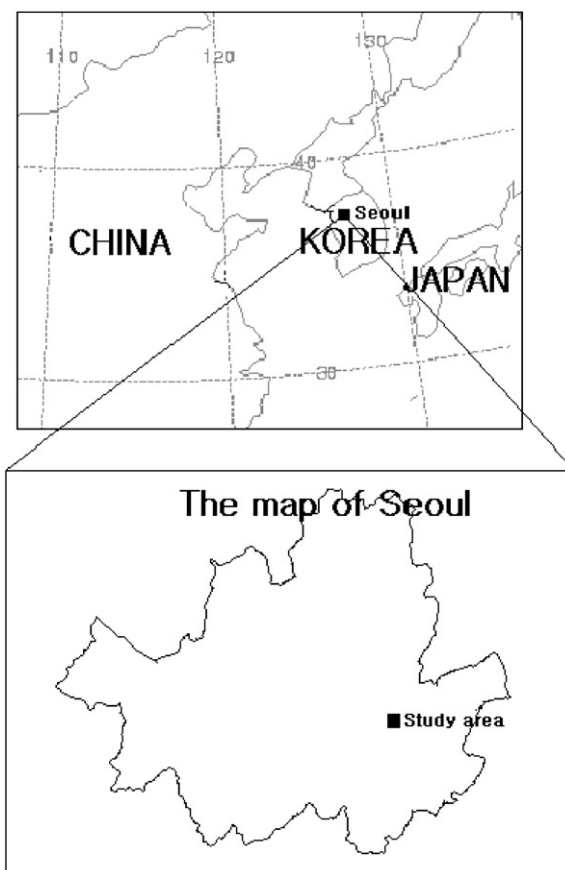 110
120
130
40
Seoul
CHINA
KOREA
JAPAN
30
The map of Seoul
Study area